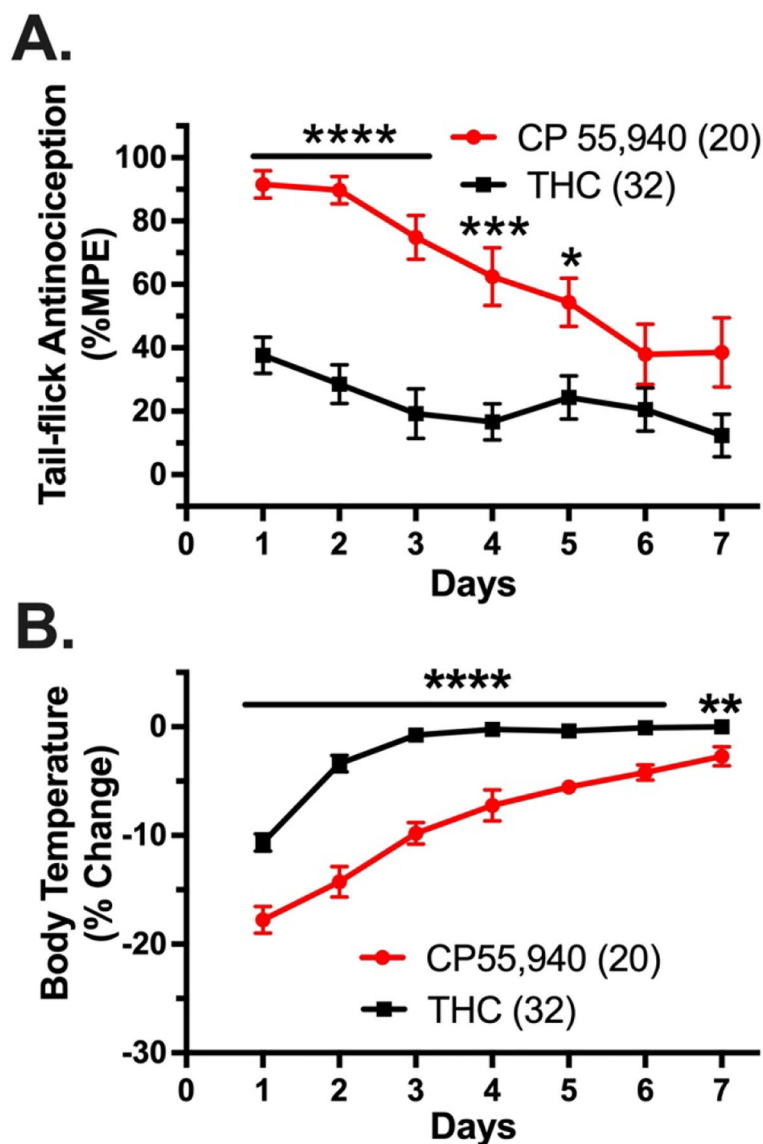 A.
Tail-flick Antinociception
(%MPE)
100
80
60
40
20
0
****
***
*
CP 55,940 (20)
THC (32)
0 1 2 3 4 5 6 7
Days
B.
Body Temperature
(% Change)
0
-10
-20
-30
****
**
CP55,940 (20)
THC (32)
0 1 2 3 4 5 6 7
Days